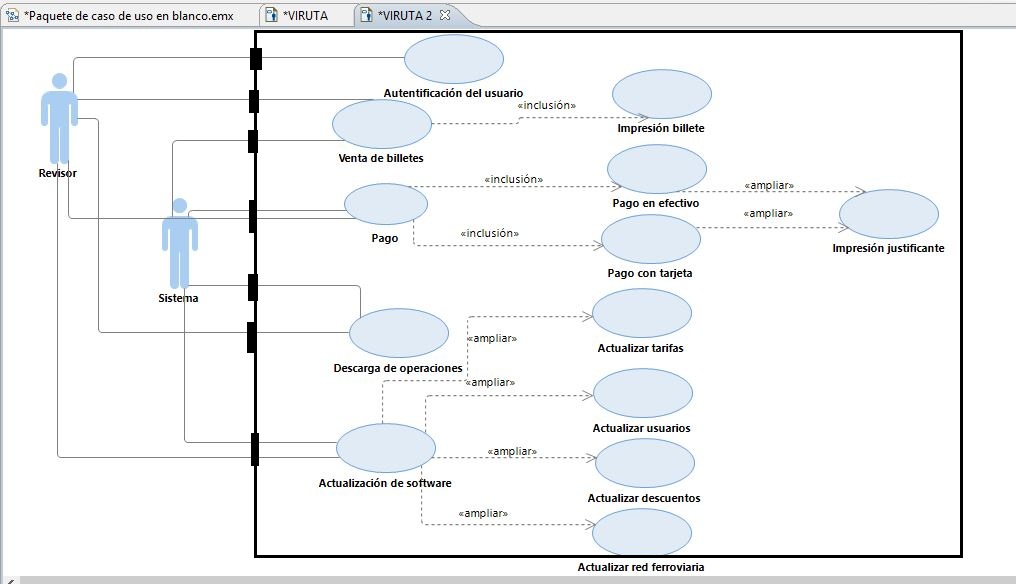 *Paquete de caso de uso en blanco.emx
*VIRUTA
*VIRUTA 2
Autentificación del usuario
«inclusión»
Impresión billete
Venta de billetes
Revisor
«inclusión»
«ampliar»
Pago en efectivo
«ampliar»
Pago
«inclusión»
Impresión justificante
Pago con tarjeta
Sistema
«ampliar»
Actualizar tarifas
Descarga de operaciones
«ampliar»
Actualizar usuarios
«ampliar»
Actualización de software
Actualizar descuentos
«ampliar»
Actualizar red ferroviaria